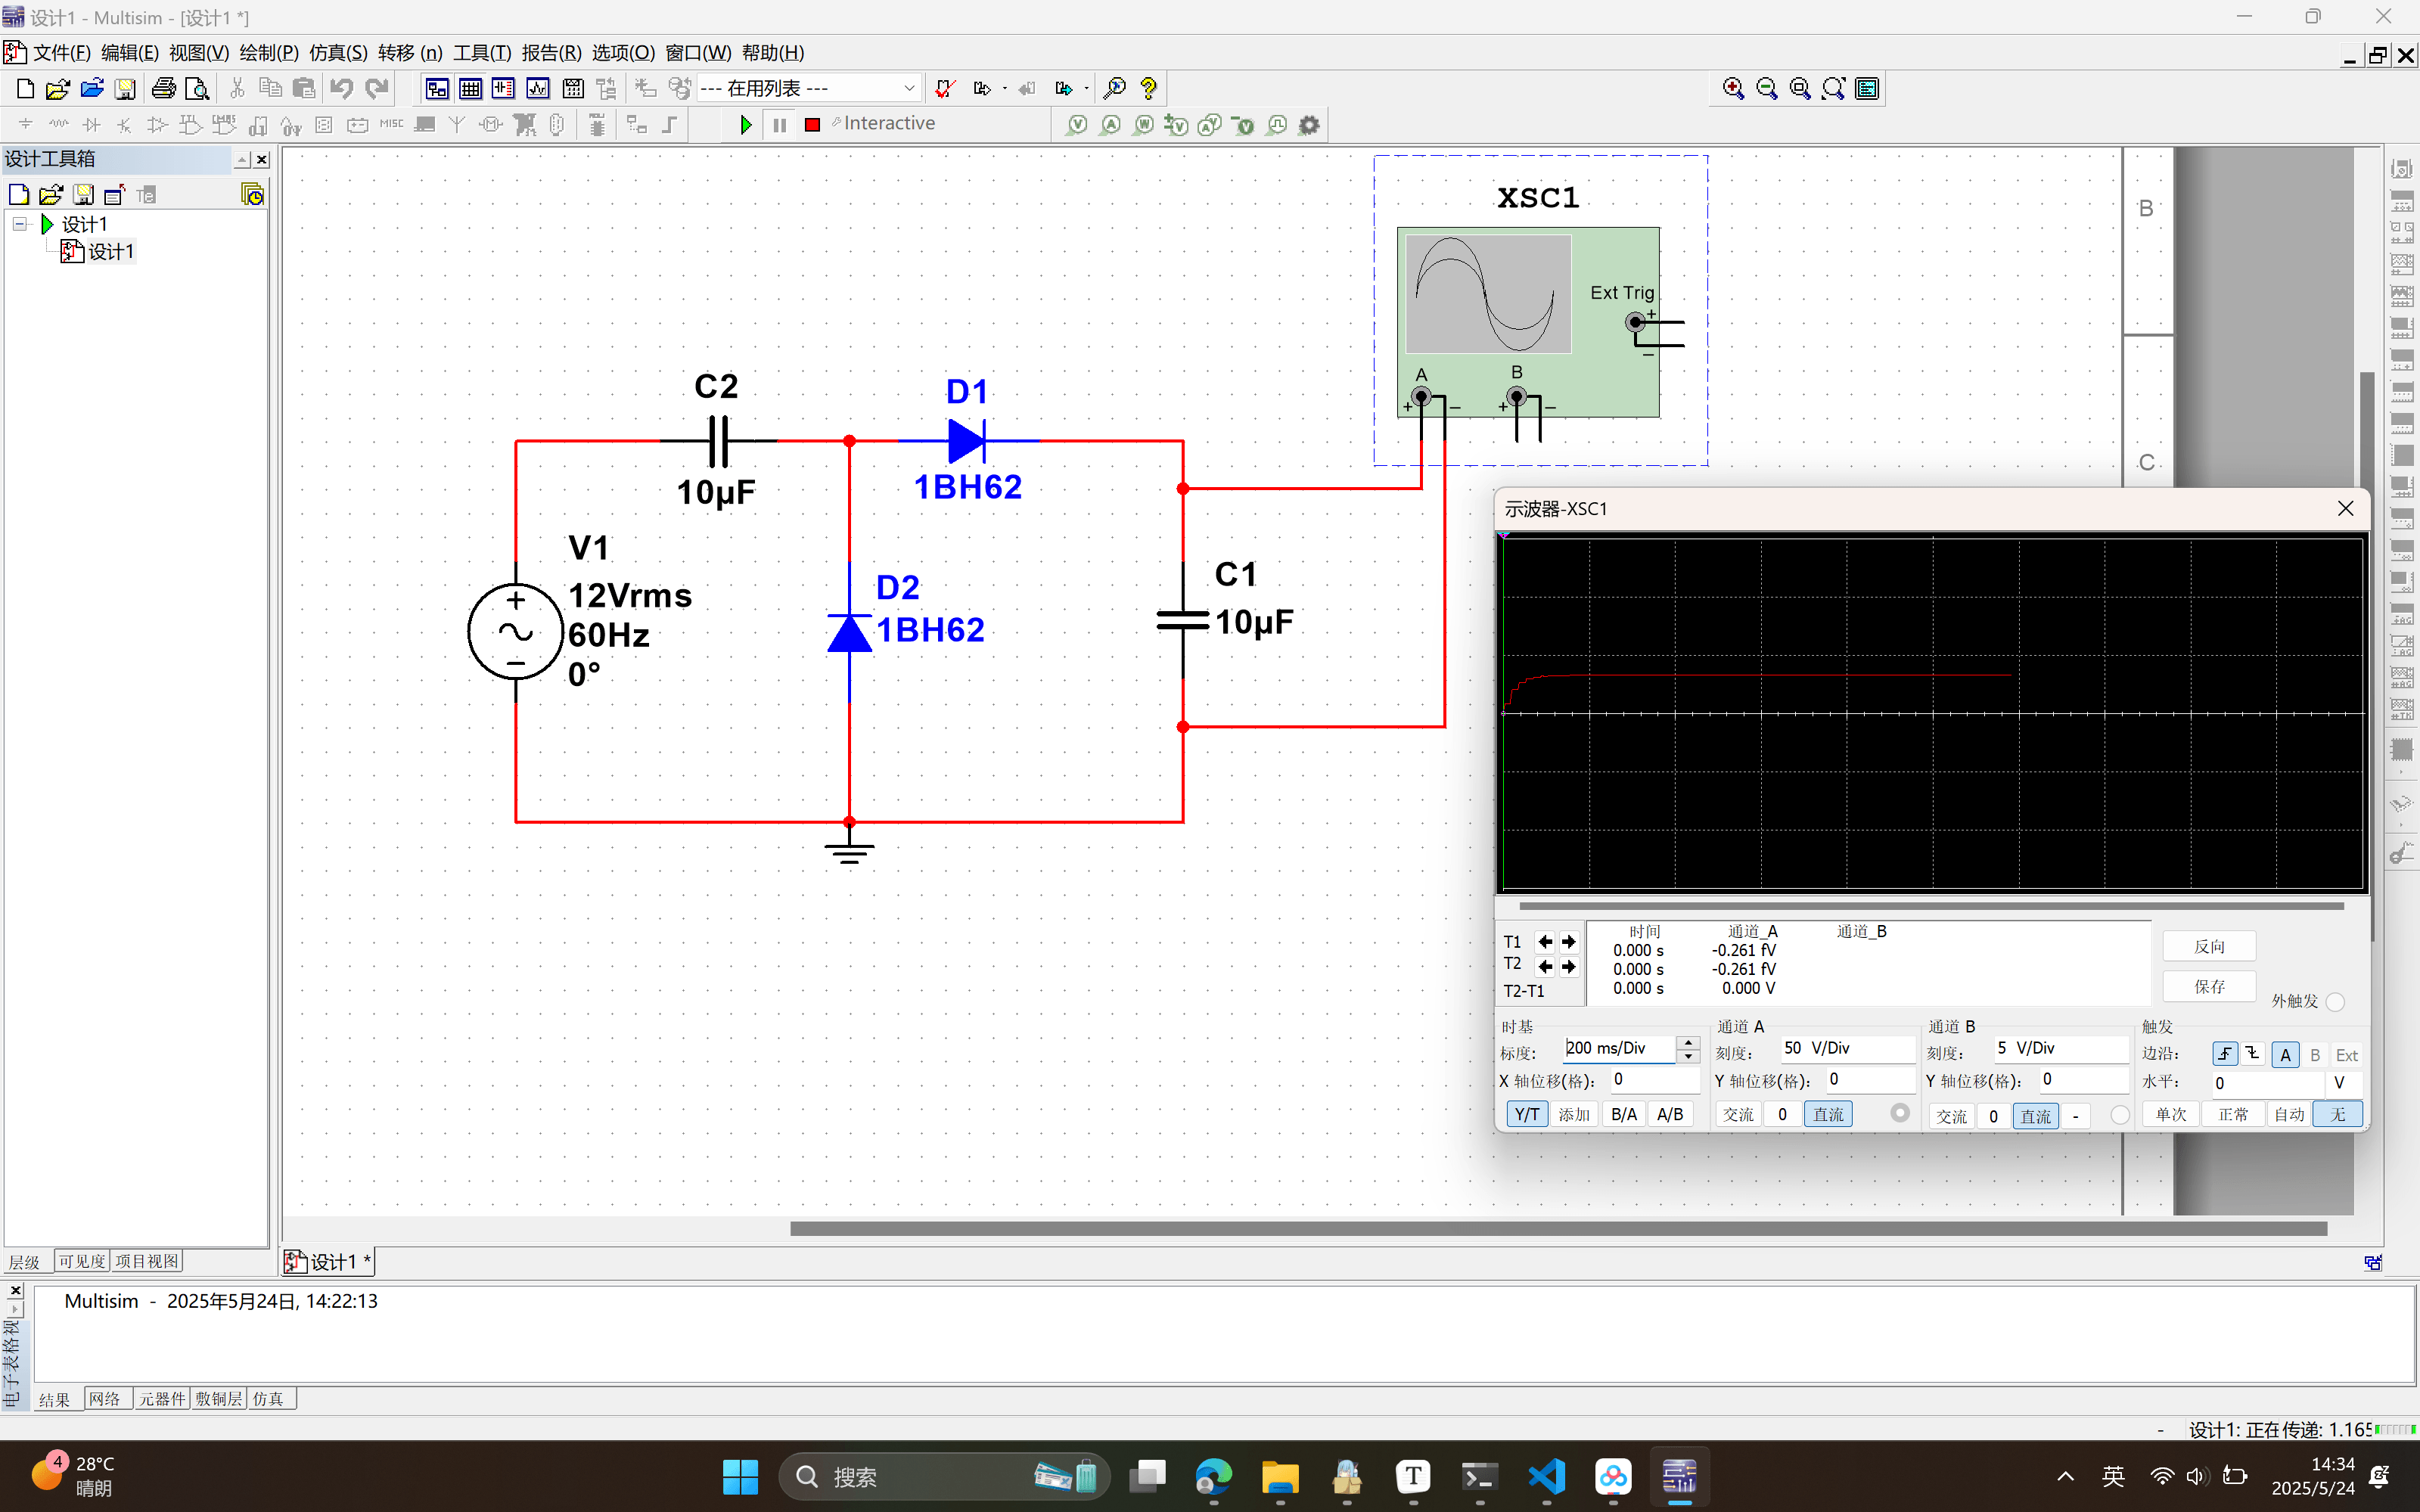 设计1 - Multisim - [设计1 *]
文件(F) 编辑(E) 视图(V) 绘制(P) 仿真(S) 转移 (n) 工具(T) 报告(R) 选项(O) 窗口(W) 帮助(H)
--- 在用列表 ---
MISC
Interactive
设计工具箱
设计1
设计1
XSC1
Ext Trig
+
−
A
B
+ − + −
B
C
C2
10µF
D1
1BH62
V1
12Vrms
60Hz
0°
D2
1BH62
C1
10µF
示波器-XSC1
时间 通道_A 通道_B
T1 0.000 s -0.261 fV
T2 0.000 s -0.261 fV
T2-T1 0.000 s 0.000 V
反向
保存
外触发
时基 通道 A 通道 B 触发
标度: 200 ms/Div 刻度: 50 V/Div 刻度: 5 V/Div 边沿: A B Ext
X 轴位移(格): 0 Y 轴位移(格): 0 Y 轴位移(格): 0 水平: 0 V
Y/T 添加 B/A A/B 交流 0 直流 交流 0 直流 - 单次 正常 自动 无
层级 可见度 项目视图
设计1 *
Multisim - 2025年5月24日, 14:22:13
电子表格视
结果 网络 元器件 敷铜层 仿真
- 设计1: 正在传递: 1.165
4
28°C
晴朗
搜索
英
14:34
2025/5/24